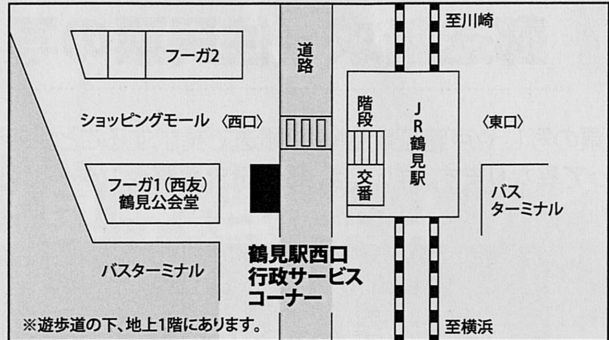 フーガ2
ショッピングモール
〈西口〉
フーガ1(西友)
鶴見公会堂
バスターミナル
道路
鶴見駅西口
行政サービス
コーナー
階段
交番
JR鶴見駅
至川崎
〈東口〉
バス
ターミナル
至横浜
※遊歩道の下、地上1階にあります。